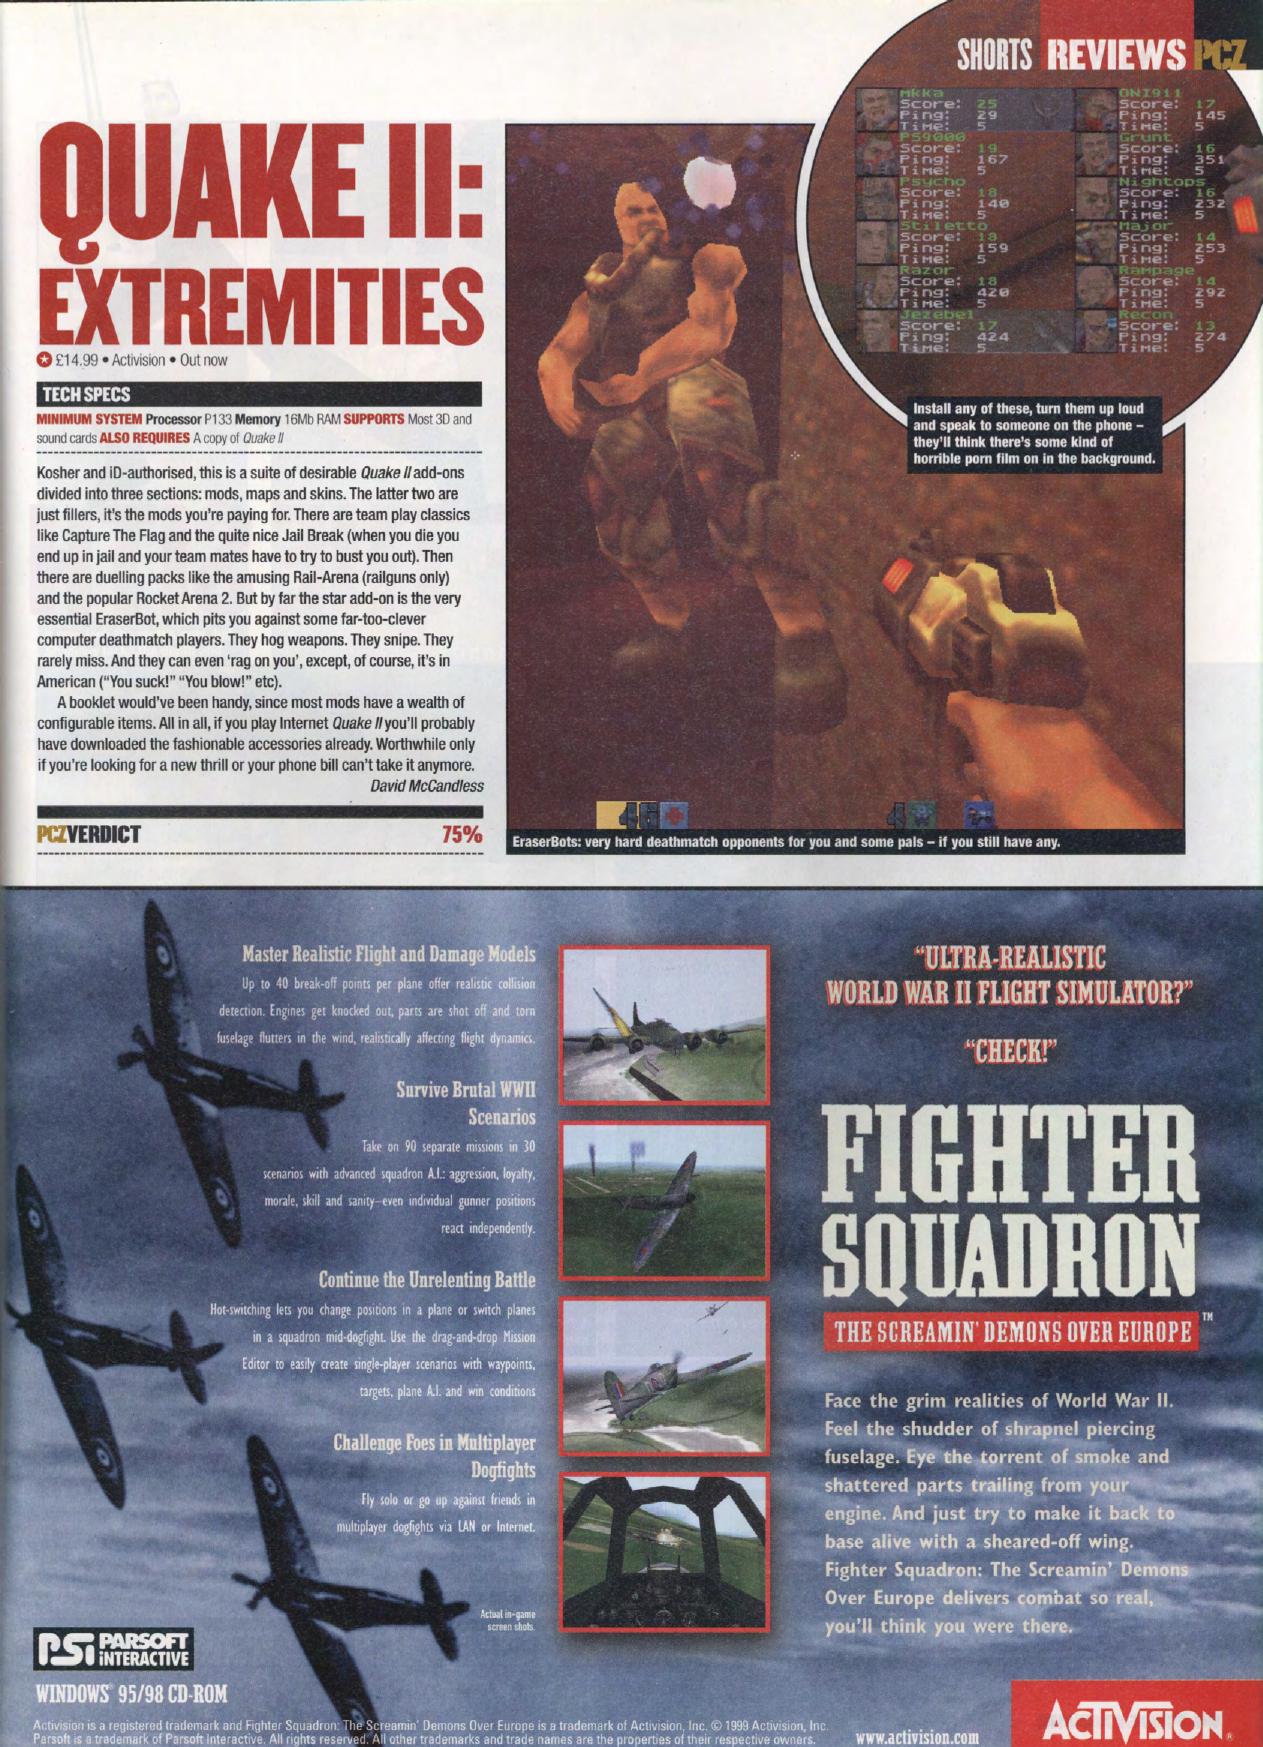 SHORTS REVIEWS PCZ
QUAKE II:
EXTREMITIES
£14.99 • Activision • Out now
TECH SPECS
MINIMUM SYSTEM Processor P133 Memory 16Mb RAM SUPPORTS Most 3D and
sound cards ALSO REQUIRES A copy of Quake II
Kosher and iD-authorised, this is a suite of desirable Quake II add-ons
divided into three sections: mods, maps and skins. The latter two are
just fillers, it's the mods you're paying for. There are team play classics
like Capture The Flag and the quite nice Jail Break (when you die you
end up in jail and your team mates have to try to bust you out). Then
there are duelling packs like the amusing Rail-Arena (railguns only)
and the popular Rocket Arena 2. But by far the star add-on is the very
essential EraserBot, which pits you against some far-too-clever
computer deathmatch players. They hog weapons. They snipe. They
rarely miss. And they can even 'rag on you', except, of course, it's in
American ("You suck!" "You blow!" etc).
A booklet would've been handy, since most mods have a wealth of
configurable items. All in all, if you play Internet Quake II you'll probably
have downloaded the fashionable accessories already. Worthwhile only
if you're looking for a new thrill or your phone bill can't take it anymore.
David McCandless
PCZVERDICT 75%
Mkka
Score: 25
Ping: 29
Time: 5
PS9000
Score: 19
Ping: 167
Time: 5
Psycho
Score: 18
Ping: 140
Time: 5
Stiletto
Score: 18
Ping: 159
Time: 5
Razor
Score: 18
Ping: 420
Time: 5
Jezebel
Score: 17
Ping: 424
Time: 5
ONI911
Score: 17
Ping: 145
Time: 5
Grunt
Score: 16
Ping: 351
Time: 5
Nightops
Score: 16
Ping: 232
Time: 5
Major
Score: 14
Ping: 253
Time: 5
Rampage
Score: 14
Ping: 292
Time: 5
Recon
Score: 13
Ping: 274
Time: 5
Install any of these, turn them up loud
and speak to someone on the phone –
they'll think there's some kind of
horrible porn film on in the background.
46
4
EraserBots: very hard deathmatch opponents for you and some pals – if you still have any.
Master Realistic Flight and Damage Models
Up to 40 break-off points per plane offer realistic collision
detection. Engines get knocked out, parts are shot off and torn
fuselage flutters in the wind, realistically affecting flight dynamics.
Survive Brutal WWII
Scenarios
Take on 90 separate missions in 30
scenarios with advanced squadron A.I.: aggression, loyalty,
morale, skill and sanity–even individual gunner positions
react independently.
Continue the Unrelenting Battle
Hot-switching lets you change positions in a plane or switch planes
in a squadron mid-dogfight. Use the drag-and-drop Mission
Editor to easily create single-player scenarios with waypoints,
targets, plane A.I. and win conditions
Challenge Foes in Multiplayer
Dogfights
Fly solo or go up against friends in
multiplayer dogfights via LAN or Internet.
Actual in-game
screen shots.
"ULTRA-REALISTIC
WORLD WAR II FLIGHT SIMULATOR?"
"CHECK!"
FIGHTER
SQUADRON
THE SCREAMIN' DEMONS OVER EUROPE™
Face the grim realities of World War II.
Feel the shudder of shrapnel piercing
fuselage. Eye the torrent of smoke and
shattered parts trailing from your
engine. And just try to make it back to
base alive with a sheared-off wing.
Fighter Squadron: The Screamin' Demons
Over Europe delivers combat so real,
you'll think you were there.
PSi PARSOFT
INTERACTIVE
WINDOWS® 95/98 CD-ROM
Activision is a registered trademark and Fighter Squadron: The Screamin' Demons Over Europe is a trademark of Activision, Inc. © 1999 Activision, Inc.
Parsoft is a trademark of Parsoft Interactive. All rights reserved. All other trademarks and trade names are the properties of their respective owners.
www.activision.com
ACTIVISION®